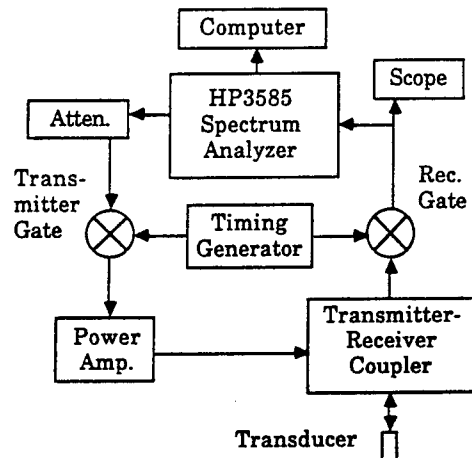 Computer
HP3585
Spectrum
Analyzer
Scope
Atten.
Trans-
mitter
Gate
Timing
Generator
Rec.
Gate
Power
Amp.
Transmitter-
Receiver
Coupler
Transducer